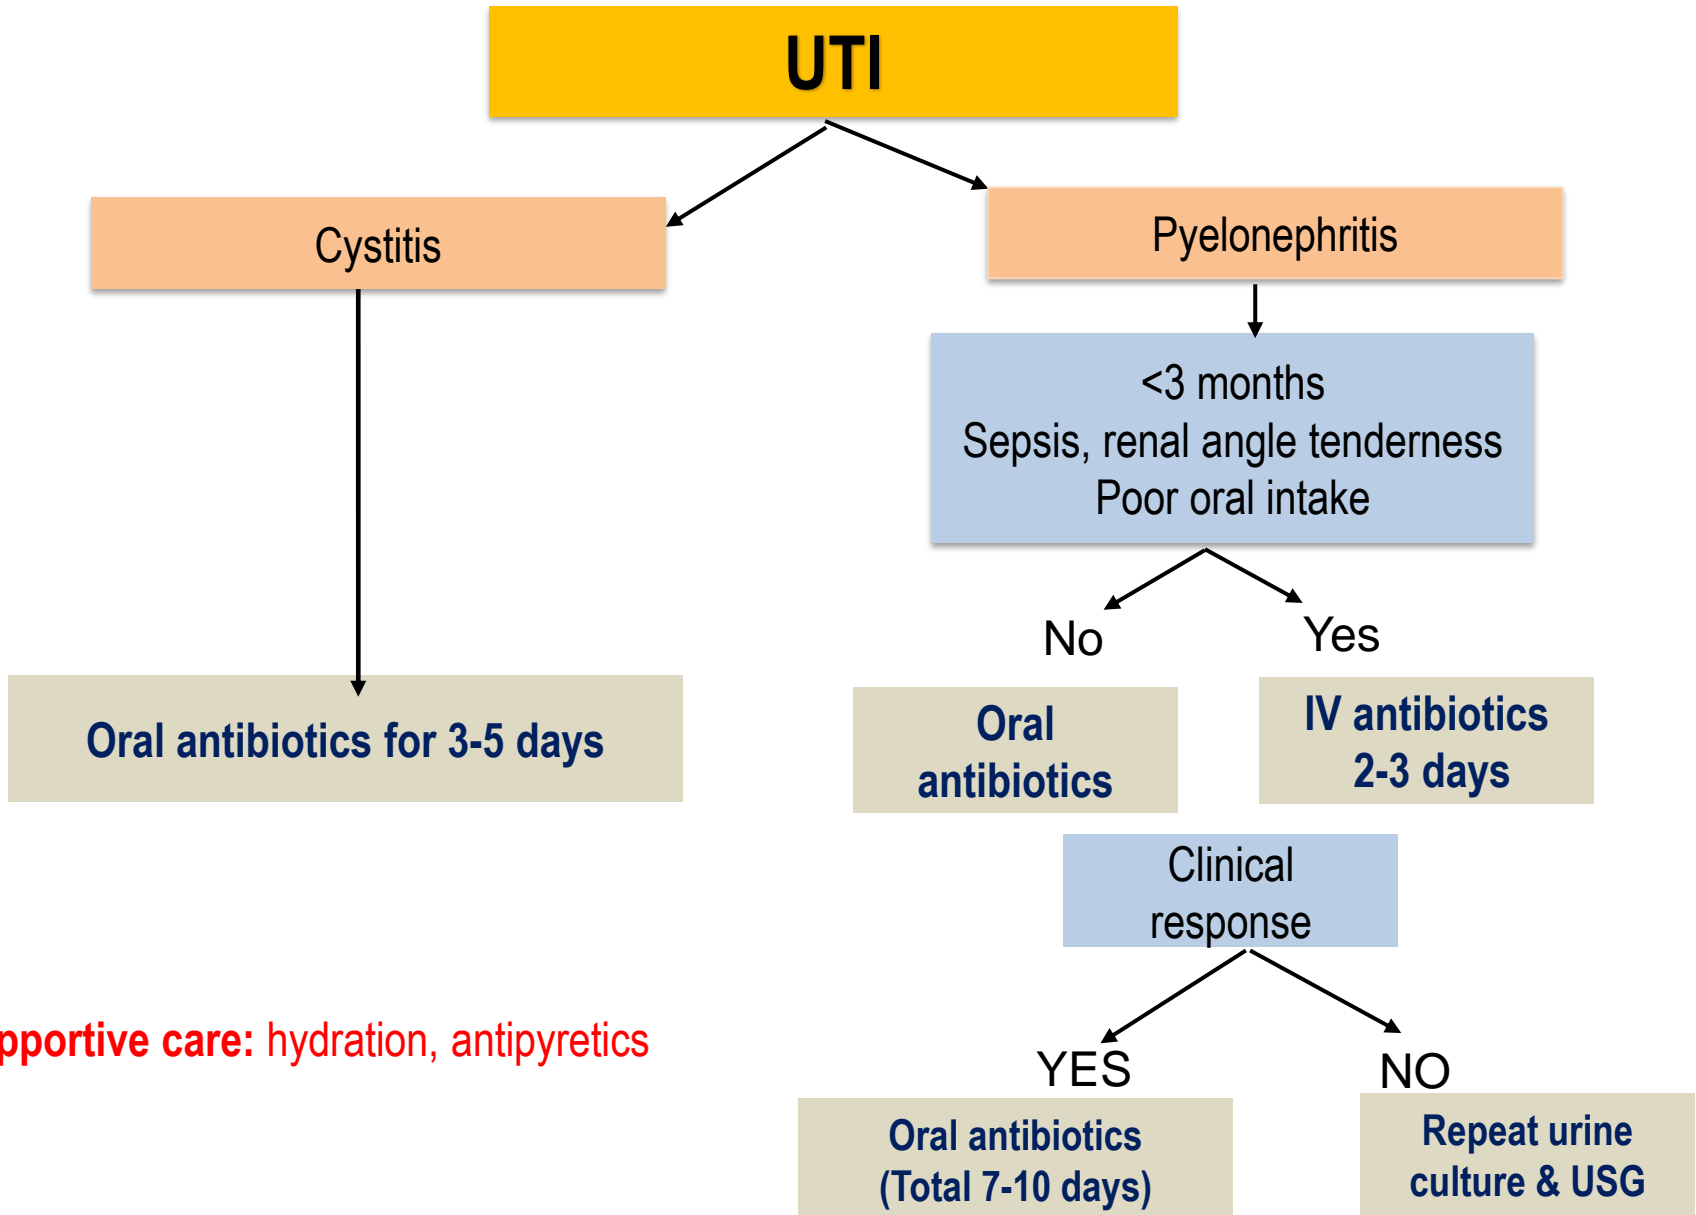 UTI
Cystitis
Pyelonephritis
<3 months
Sepsis, renal angle tenderness
Poor oral intake
No
Yes
Oral antibiotics for 3-5 days
Oral
antibiotics
IV antibiotics
2-3 days
Clinical
response
pportive care: hydration, antipyretics
YES
NO
Oral antibiotics
(Total 7-10 days)
Repeat urine
culture & USG